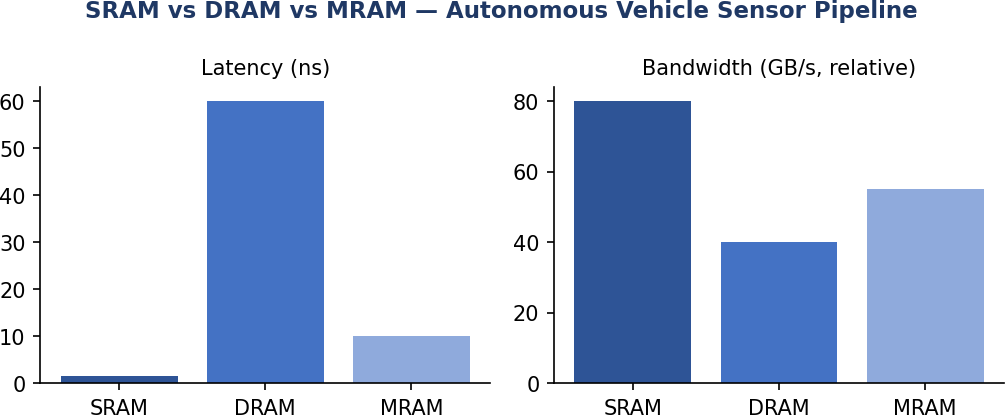 SRAM vs DRAM vs MRAM — Autonomous Vehicle Sensor Pipeline
Latency (ns)
60
50
40
30
20
10
0
SRAM DRAM MRAM
Bandwidth (GB/s, relative)
80
60
40
20
0
SRAM DRAM MRAM